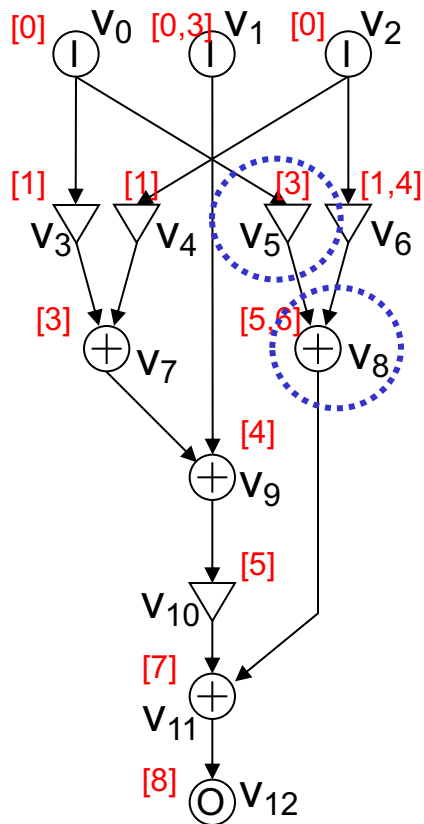 [0] V0 [0,3] V1 [0] V2
I I I
[1] [1] [3] [1,4]
V3 V4 V5 V6
[3] [5,6]
+ V7 + V8
[4]
+ V9
[5]
V10
[7]
+ V11
[8]
O V12